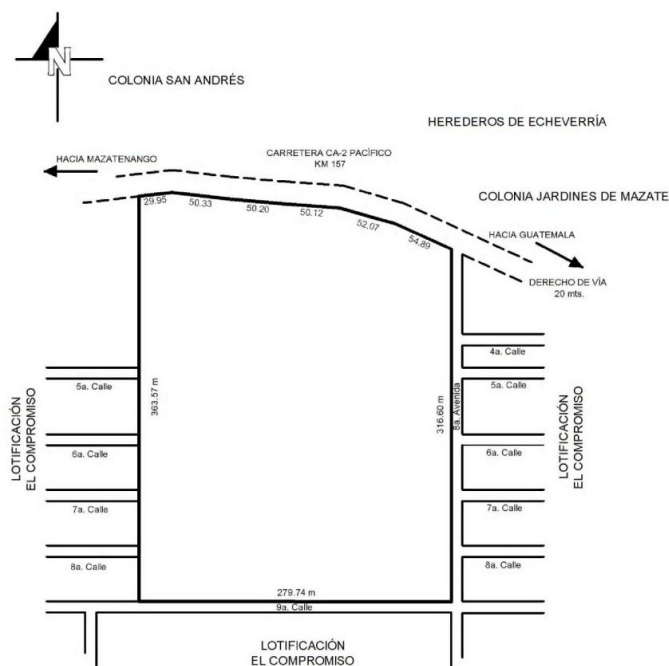 N
COLONIA SAN ANDRÉS
HEREDEROS DE ECHEVERRÍA
CARRETERA CA-2 PACÍFICO
KM 157
HACIA MAZATENANGO
COLONIA JARDINES DE MAZATE
29.95
50.33
50.20
50.12
52.07
54.89
HACIA GUATEMALA
DERECHO DE VÍA
20 mts.
4a. Calle
5a. Calle
363.57 m
316.60 m
8a. Avenida
5a. Calle
LOTIFICACIÓN
EL COMPROMISO
LOTIFICACIÓN
EL COMPROMISO
6a. Calle
6a. Calle
7a. Calle
7a. Calle
8a. Calle
8a. Calle
279.74 m
9a. Calle
LOTIFICACIÓN
EL COMPROMISO